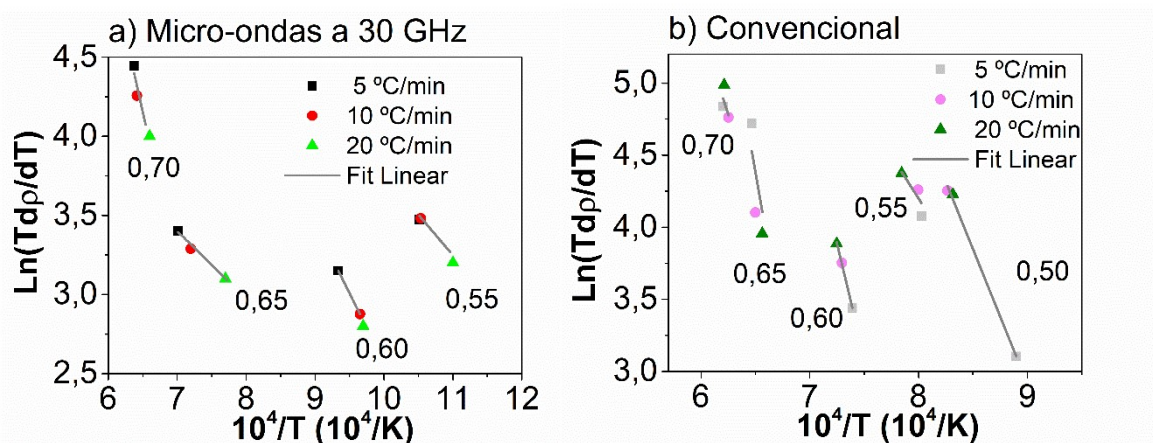 a) Micro-ondas a 30 GHz
Ln(Tdρ/dT)
4,5
4,0
3,5
3,0
2,5
5 ºC/min
10 ºC/min
20 ºC/min
Fit Linear
0,70
0,65
0,60
0,55
6 7 8 9 10 11 12
10⁴/T (10⁴/K)
b) Convencional
Ln(Tdρ/dT)
5,0
4,5
4,0
3,5
3,0
5 ºC/min
10 ºC/min
20 ºC/min
Fit Linear
0,70
0,65
0,60
0,55
0,50
6 7 8 9
10⁴/T (10⁴/K)